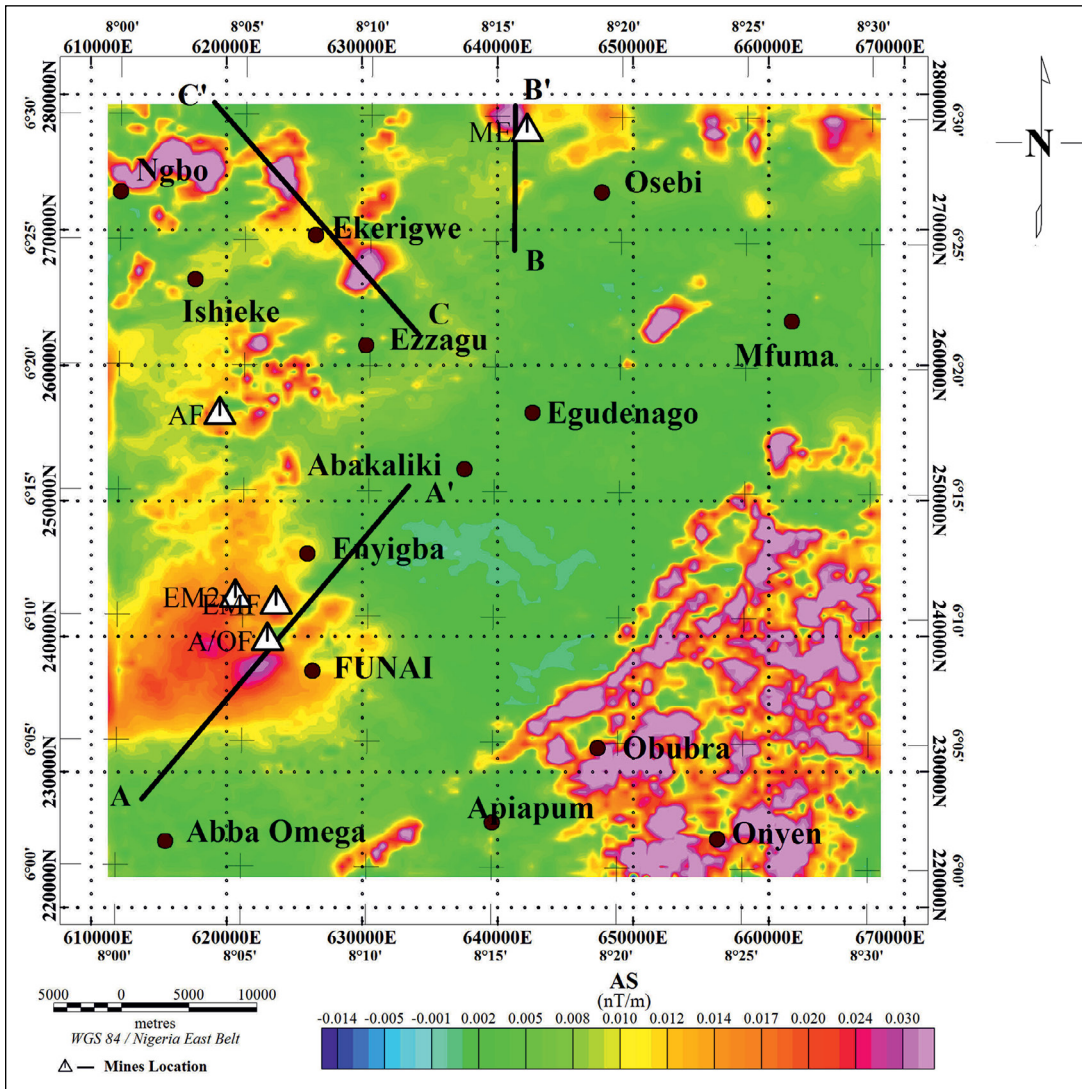 8°00' 8°05' 8°10' 8°15' 8°20' 8°25' 8°30'
610000E 620000E 630000E 640000E 650000E 660000E 670000E
280000N 6°30' 270000N 6°25' 260000N 6°20' 250000N 6°15' 240000N 6°10' 230000N 6°05' 220000N 6°00'
C'
B'
ME
Ngbo
Osebi
Ekerigwe
B
Ishieke
C
Ezzagu
Mfuma
AF
Egudenago
Abakaliki
A'
Enyigba
EM2
EMF
A/OF
FUNAI
Obubra
A
Apiapum
Abba Omega
Onyen
280000N 6°30' 270000N 6°25' 260000N 6°20' 250000N 6°15' 240000N 6°10' 230000N 6°05' 220000N 6°00'
N
610000E 620000E 630000E 640000E 650000E 660000E 670000E
8°00' 8°05' 8°10' 8°15' 8°20' 8°25' 8°30'
5000 0 5000 10000
metres
WGS 84 / Nigeria East Belt
Mines Location
AS
(nT/m)
-0.014 -0.005 -0.001 0.002 0.005 0.008 0.010 0.012 0.014 0.017 0.020 0.024 0.030